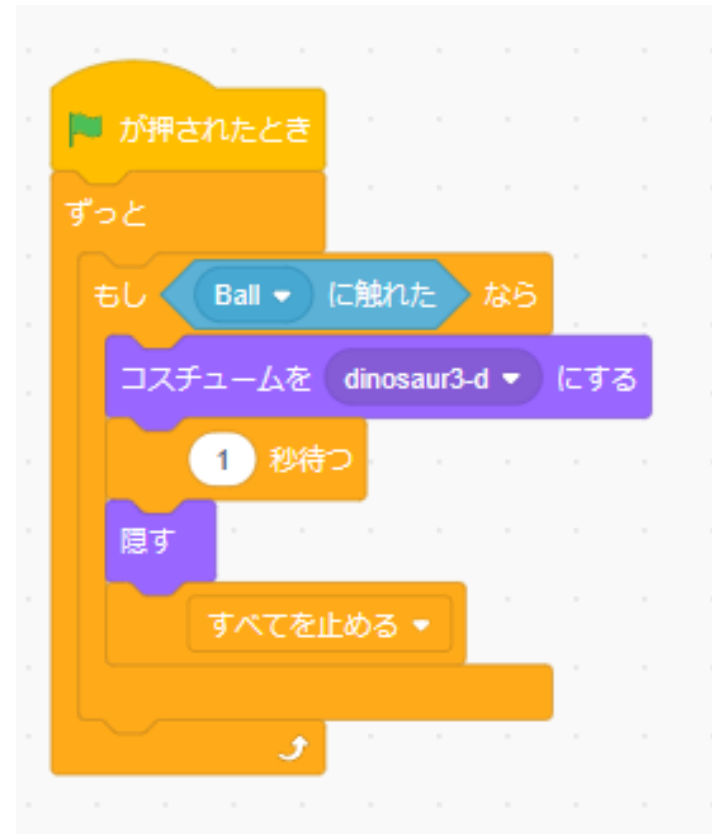 が押されたとき
ずっと
もし Ball に触れた なら
コスチュームを dinosaur3-d にする
1 秒待つ
隠す
すべてを止める